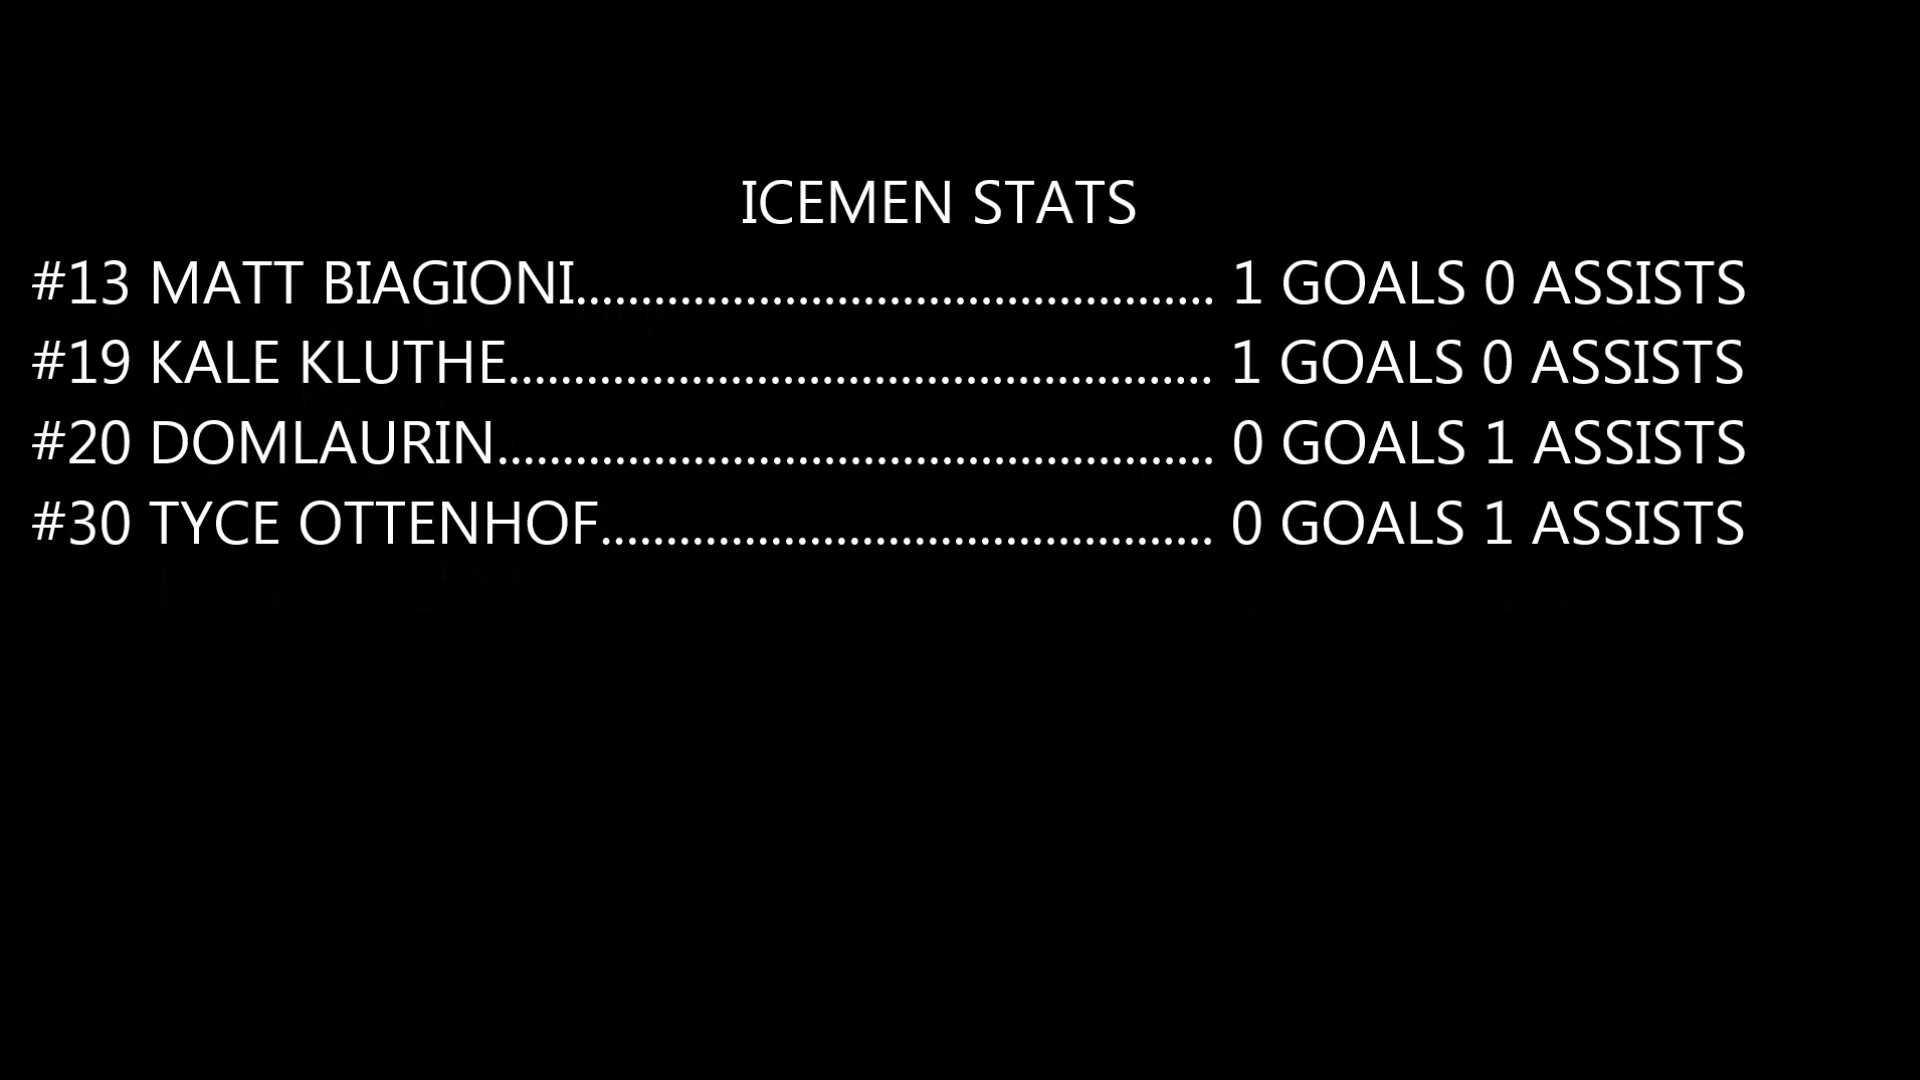 ICEMEN STATS
#13 MATT BIAGIONI................................................. 1 GOALS 0 ASSISTS
#19 KALE KLUTHE...................................................... 1 GOALS 0 ASSISTS
#20 DOMLAURIN....................................................... 0 GOALS 1 ASSISTS
#30 TYCE OTTENHOF............................................... 0 GOALS 1 ASSISTS